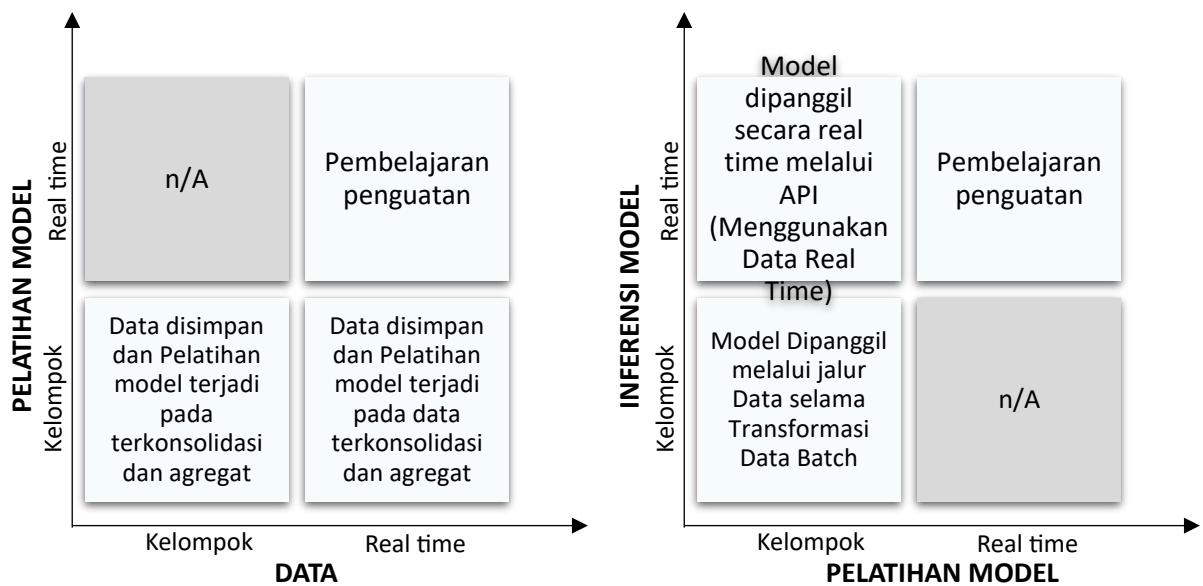 PELATIHAN MODEL
Real time
Kelompok
n/A
Pembelajaran
penguatan
Data disimpan
dan Pelatihan
model terjadi
pada
terkonsolidasi
dan agregat
Data disimpan
dan Pelatihan
model terjadi
pada data
terkonsolidasi
dan agregat
Kelompok
Real time
DATA
INFERENSI MODEL
Real time
Kelompok
Model
dipanggil
secara real
time melalui
API
(Menggunakan
Data Real
Time)
Pembelajaran
penguatan
Model Dipanggil
melalui jalur
Data selama
Transformasi
Data Batch
n/A
Kelompok
Real time
PELATIHAN MODEL